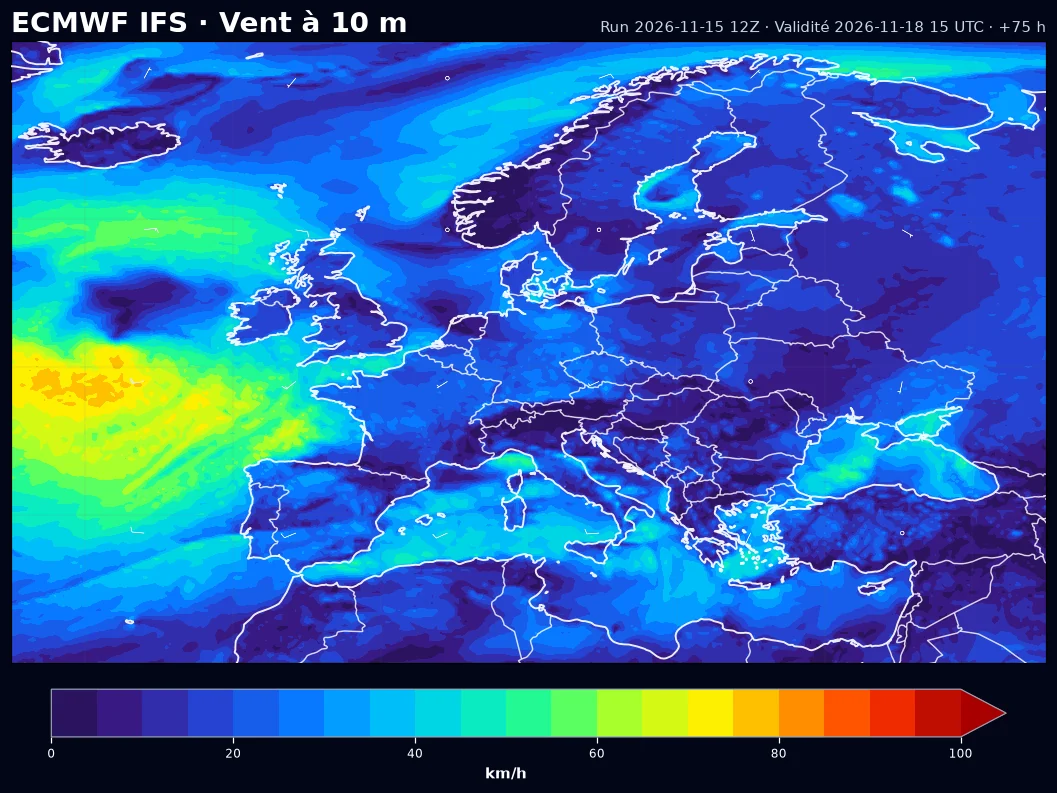 ECMWF IFS · Vent à 10 m
Run 2026-11-15 12Z · Validité 2026-11-18 15 UTC · +75 h
0 20 40 60 80 100
km/h